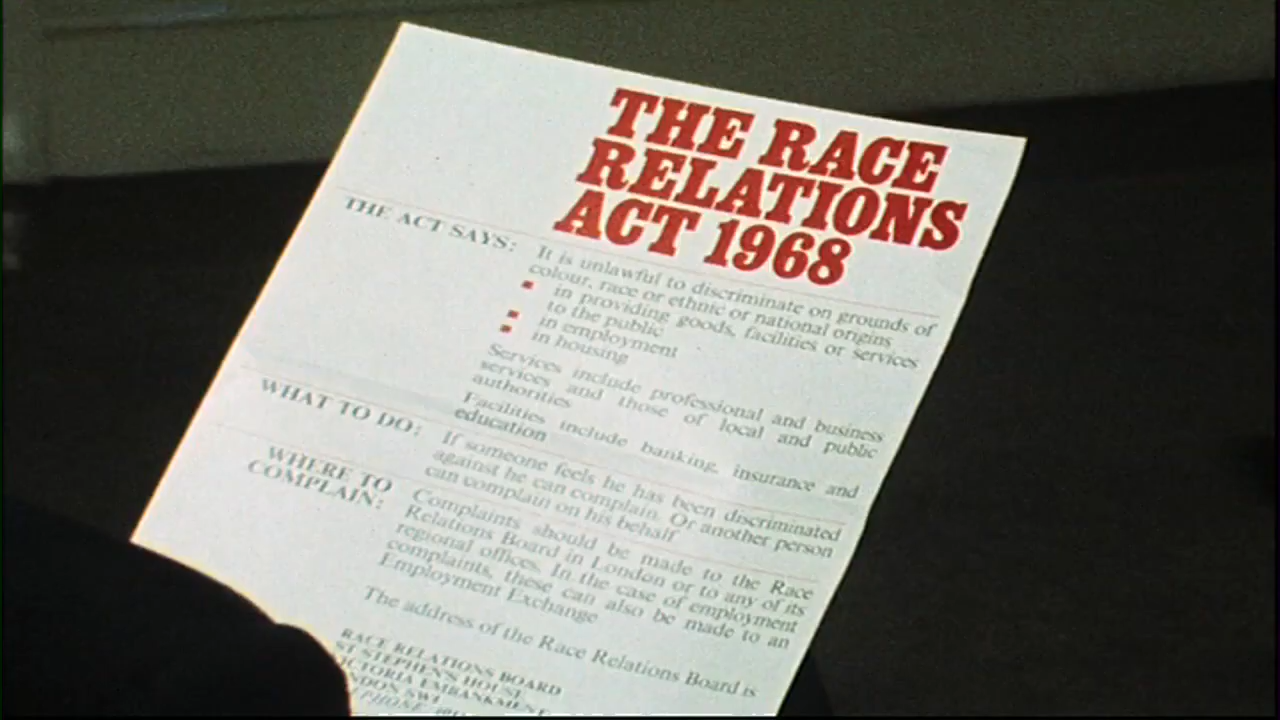 THE RACE
RELATIONS
ACT 1968
THE ACT SAYS:
It is unlawful to discriminate on grounds of
colour, race or ethnic or national origins
in providing goods, facilities or services
to the public
in employment
in housing
Services include professional and business
services and those of local and public
authorities
Facilities include banking, insurance and
education
WHAT TO DO:
If someone feels he has been discriminated
against he can complain. Or another person
can complain on his behalf
WHERE TO
COMPLAIN:
Complaints should be made to the Race
Relations Board in London or to any of its
regional offices. In the case of employment
complaints, these can also be made to an
Employment Exchange
The address of the Race Relations Board is
RACE RELATIONS BOARD
ST STEPHEN'S HOUSE
VICTORIA EMBANKMENT